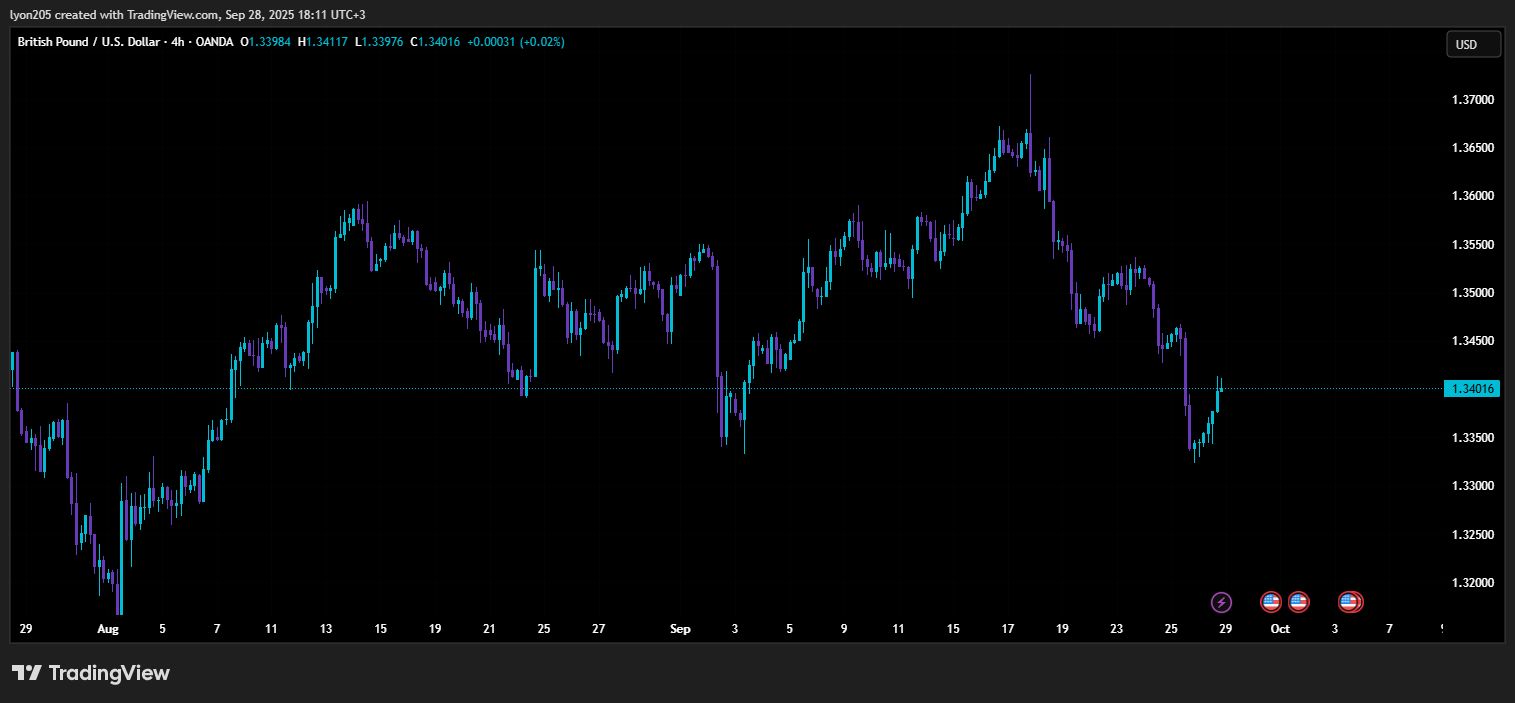 lyon205 created with TradingView.com, Sep 28, 2025 18:11 UTC+3
British Pound / U.S. Dollar · 4h · OANDA O1.33984 H1.34117 L1.33976 C1.34016 +0.00031 (+0.02%)
USD
1.37000
1.36500
1.36000
1.35500
1.35000
1.34500
1.34016
1.33500
1.33000
1.32500
1.32000
29 Aug 5 7 11 13 15 19 21 25 27 Sep 3 5 9 11 15 17 19 23 25 29 Oct 3 7
TradingView